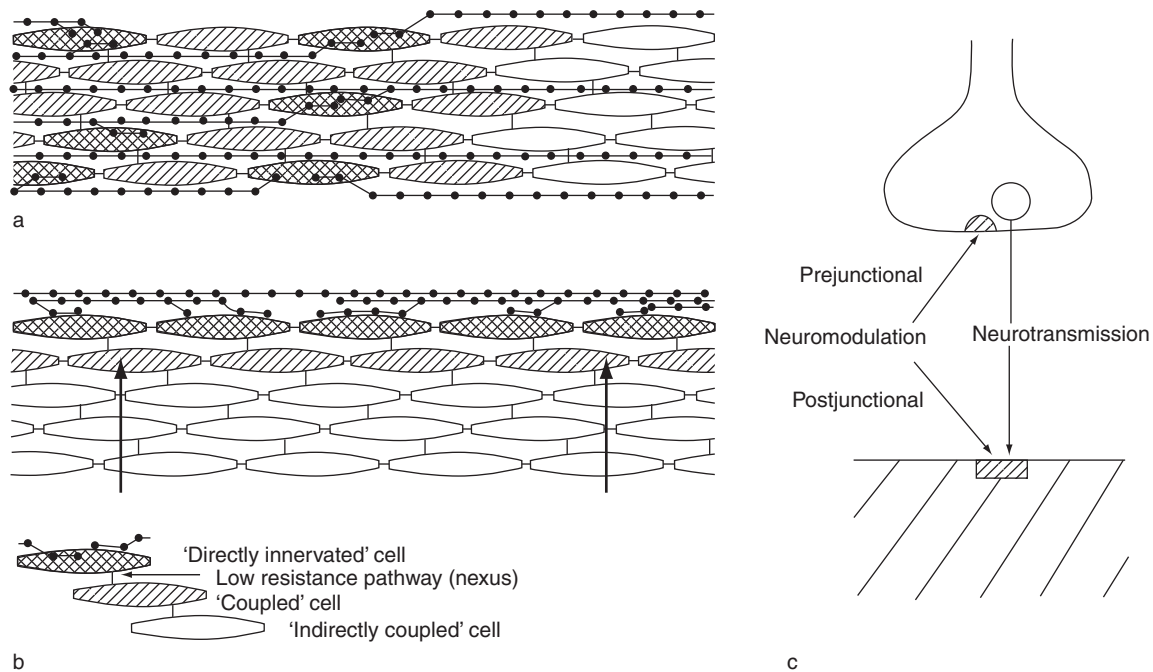 a
Prejunctional
Neuromodulation
Neurotransmission
Postjunctional
‘Directly innervated’ cell
Low resistance pathway (nexus)
‘Coupled’ cell
‘Indirectly coupled’ cell
b
c